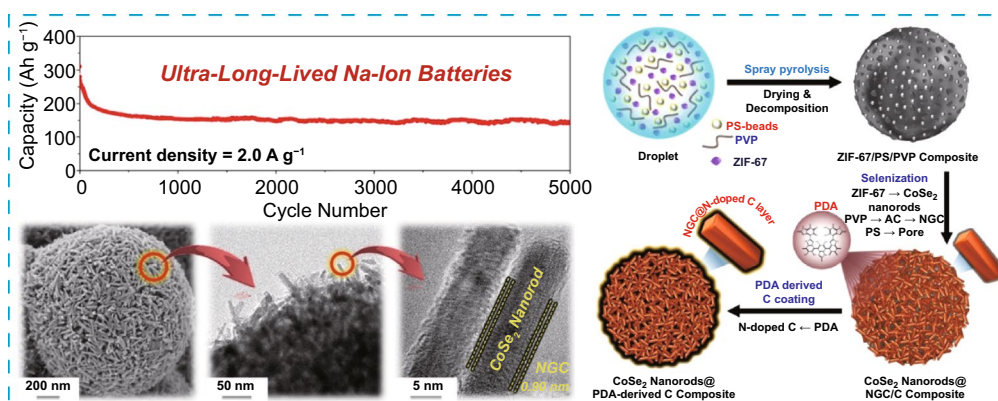 400
300
200
100
0
Capacity (Ah g⁻¹)
Ultra-Long-Lived Na-Ion Batteries
Current density = 2.0 A g⁻¹
0
1000
2000
3000
4000
5000
Cycle Number
200 nm
50 nm
CoSe₂ Nanorod
NGC
5 nm
Droplet
PS-beads
PVP
ZIF-67
Spray pyrolysis
Drying &
Decomposition
ZIF-67/PS/PVP Composite
Selenization
ZIF-67 → CoSe₂
nanorods
PVP → AC → NGC
PS → Pore
PDA
NGC@N-doped C layer
PDA derived
C coating
N-doped C ← PDA
CoSe₂ Nanorods@
PDA-derived C Composite
CoSe₂ Nanorods@
NGC/C Composite